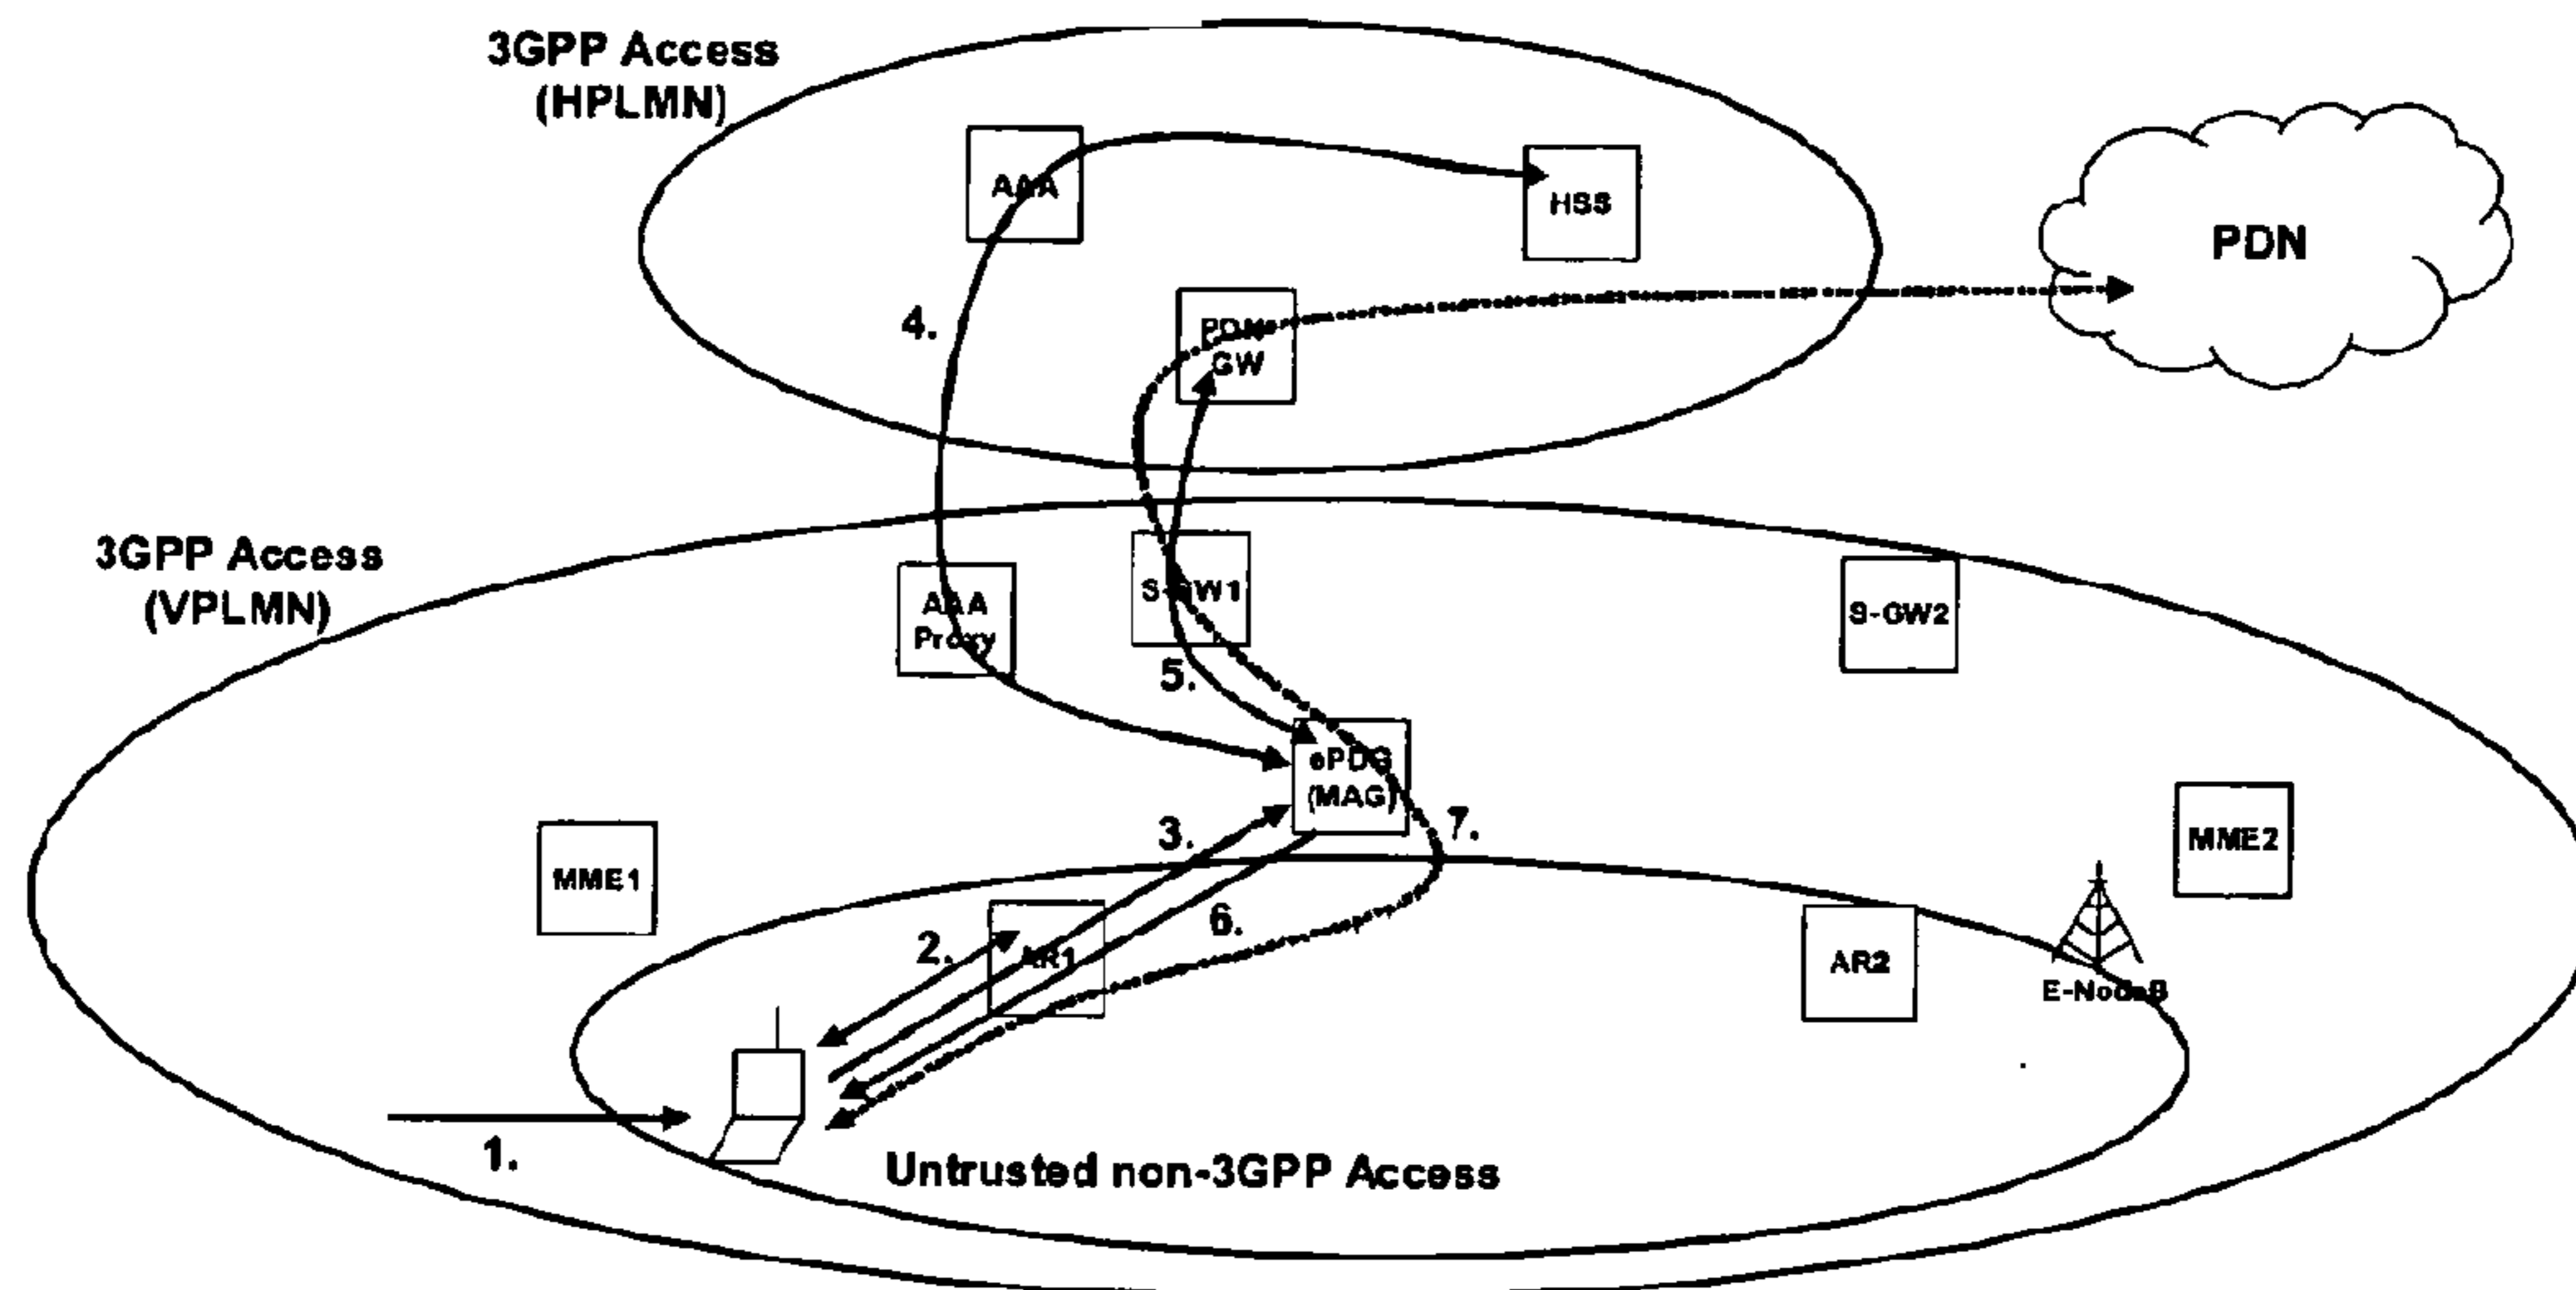 3GPP Access
(HPLMN)
AAA
HSS
PDN
4.
PDN
GW
3GPP Access
(VPLMN)
AAA
Proxy
S-GW1
S-GW2
5.
ePDG
(MAG)
3.
7.
MME1
MME2
2.
AR1
6.
AR2
E-NodeB
1.
Untrusted non-3GPP Access